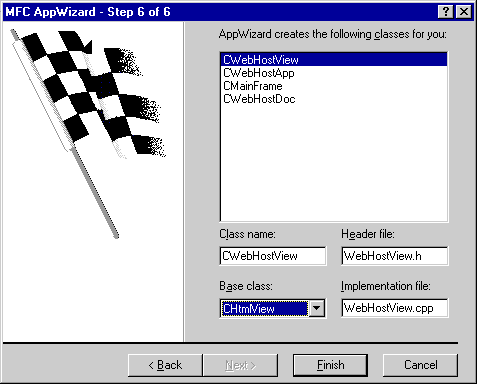 MFC AppWizard - Step 6 of 6
AppWizard creates the following classes for you:
CWebHostView
CWebHostApp
CMainFrame
CWebHostDoc
Class name:
Header file:
CWebHostView
WebHostView.h
Base class:
Implementation file:
CHtmlView
WebHostView.cpp
< Back
Next >
Finish
Cancel